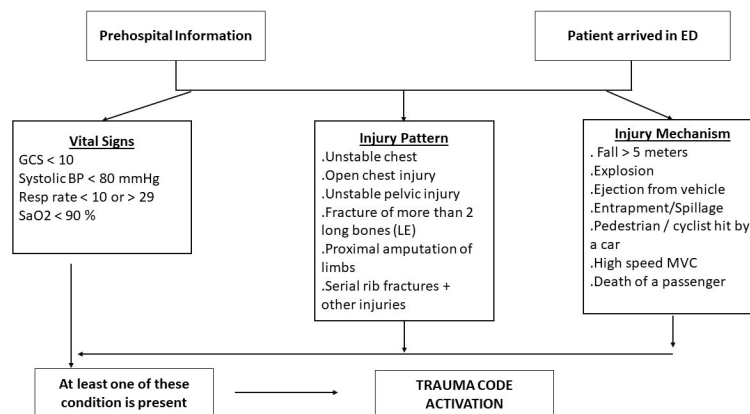 Prehospital Information
Patient arrived in ED
Vital Signs
GCS < 10
Systolic BP < 80 mmHg
Resp rate < 10 or > 29
SaO2 < 90 %
Injury Pattern
.Unstable chest
.Open chest injury
.Unstable pelvic injury
.Fracture of more than 2
long bones (LE)
.Proximal amputation of
limbs
.Serial rib fractures +
other injuries
Injury Mechanism
. Fall > 5 meters
.Explosion
.Ejection from vehicle
.Entrapment/Spillage
.Pedestrian / cyclist hit by
a car
.High speed MVC
.Death of a passenger
At least one of these
condition is present
TRAUMA CODE
ACTIVATION